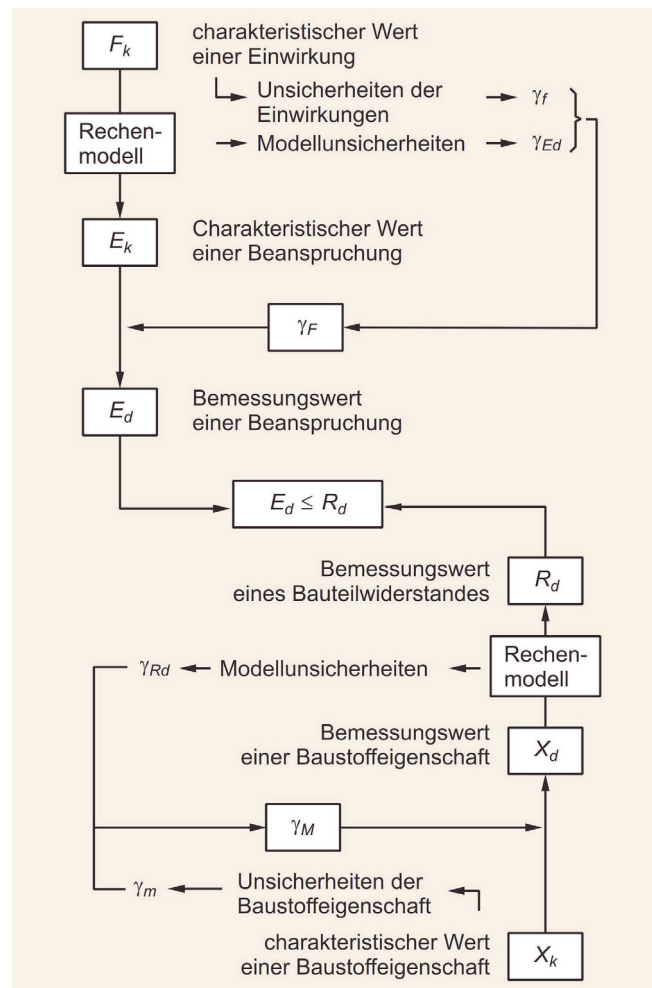 F_k
charakteristischer Wert
einer Einwirkung
Unsicherheiten der
Einwirkungen
γ_f
Rechen-
modell
Modellunsicherheiten
γ_Ed
E_k
Charakteristischer Wert
einer Beanspruchung
γ_F
E_d
Bemessungswert
einer Beanspruchung
E_d ≤ R_d
Bemessungswert
eines Bauteilwiderstandes
R_d
γ_Rd
Modellunsicherheiten
Rechen-
modell
Bemessungswert
einer Baustoffeigenschaft
X_d
γ_M
γ_m
Unsicherheiten der
Baustoffeigenschaft
charakteristischer Wert
einer Baustoffeigenschaft
X_k